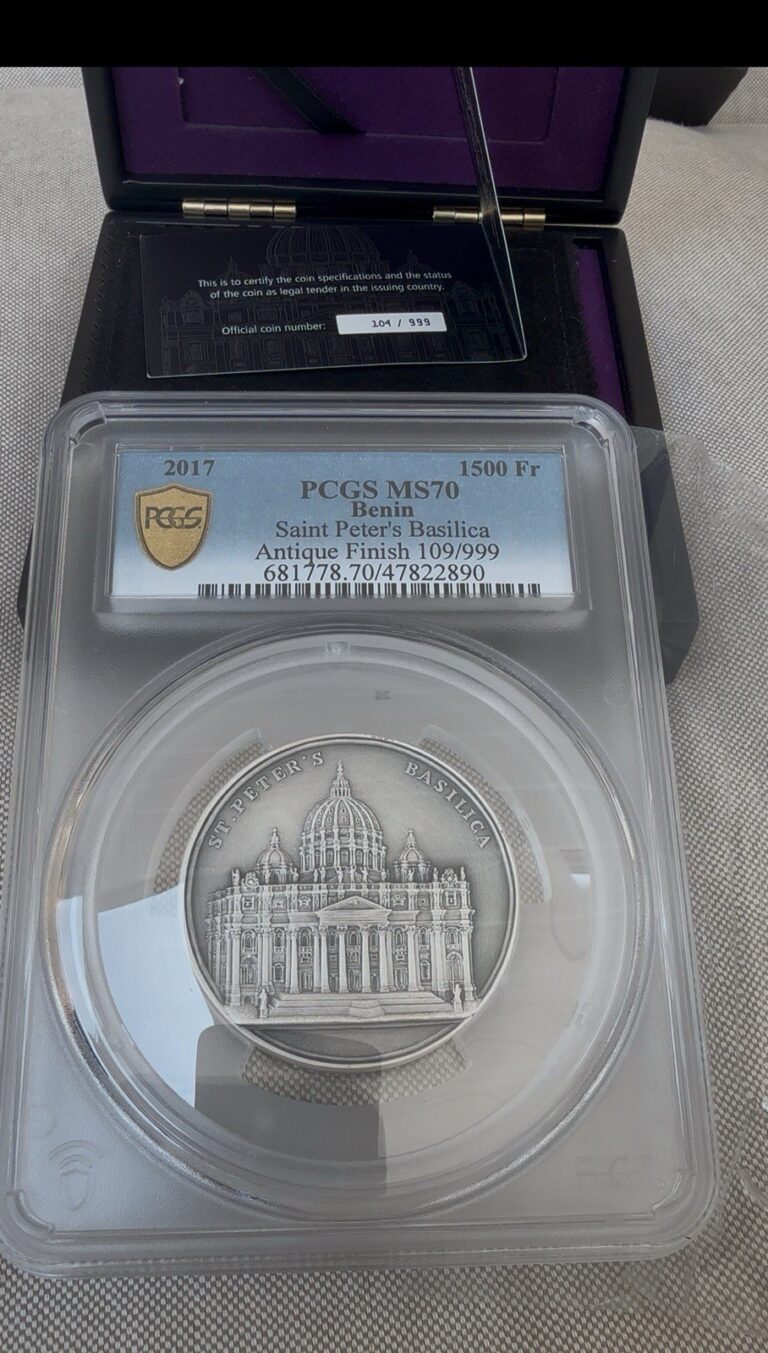 This is to certify the coin specifications and the status
of the coin as legal tender in the issuing country.
Official coin number: 104 / 999
2017 1500 Fr
PCGS
PCGS MS70
Benin
Saint Peter's Basilica
Antique Finish 109/999
681778.70/47822890
ST. PETER'S BASILICA